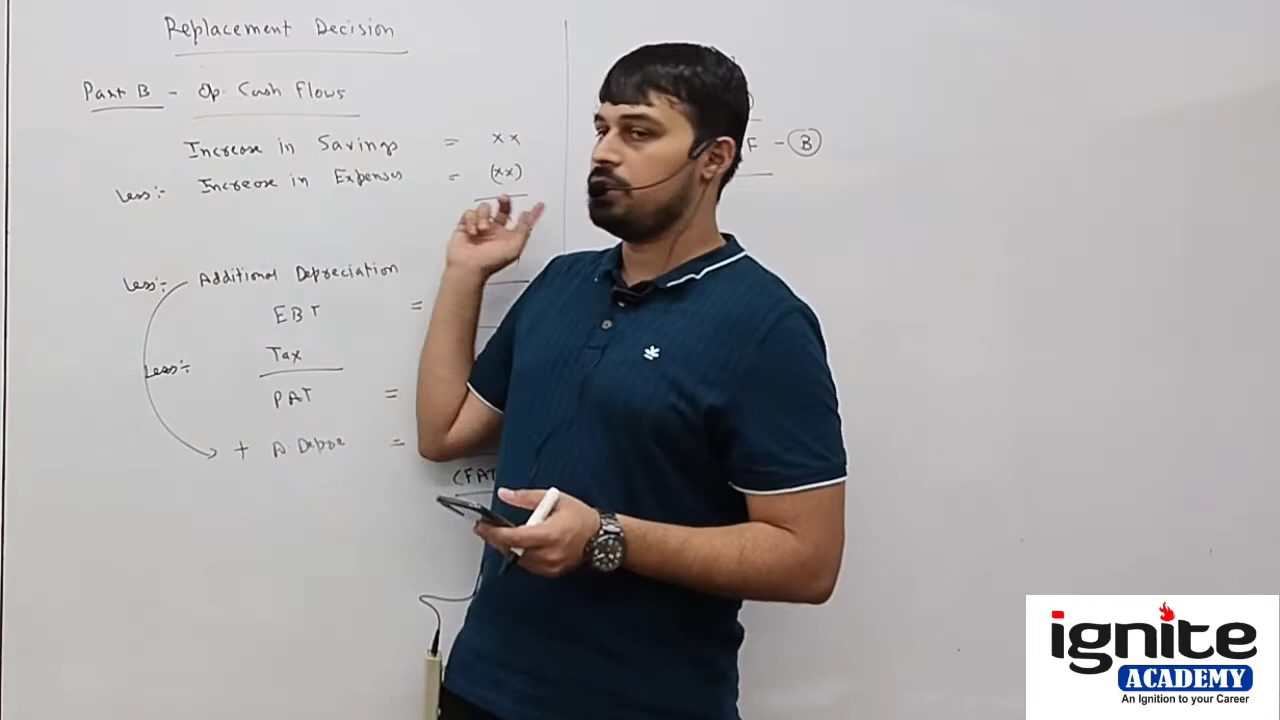 Replacement Decision
Part B - Op. Cash Flows
Increase in Savings = xx
Less:- Increase in Expenses = (xx)
Less:- Additional Depreciation
EBT =
Less:- Tax
PAT =
+ A. Depre =
CFAT
F - B
ignite
ACADEMY
An Ignition to your Career